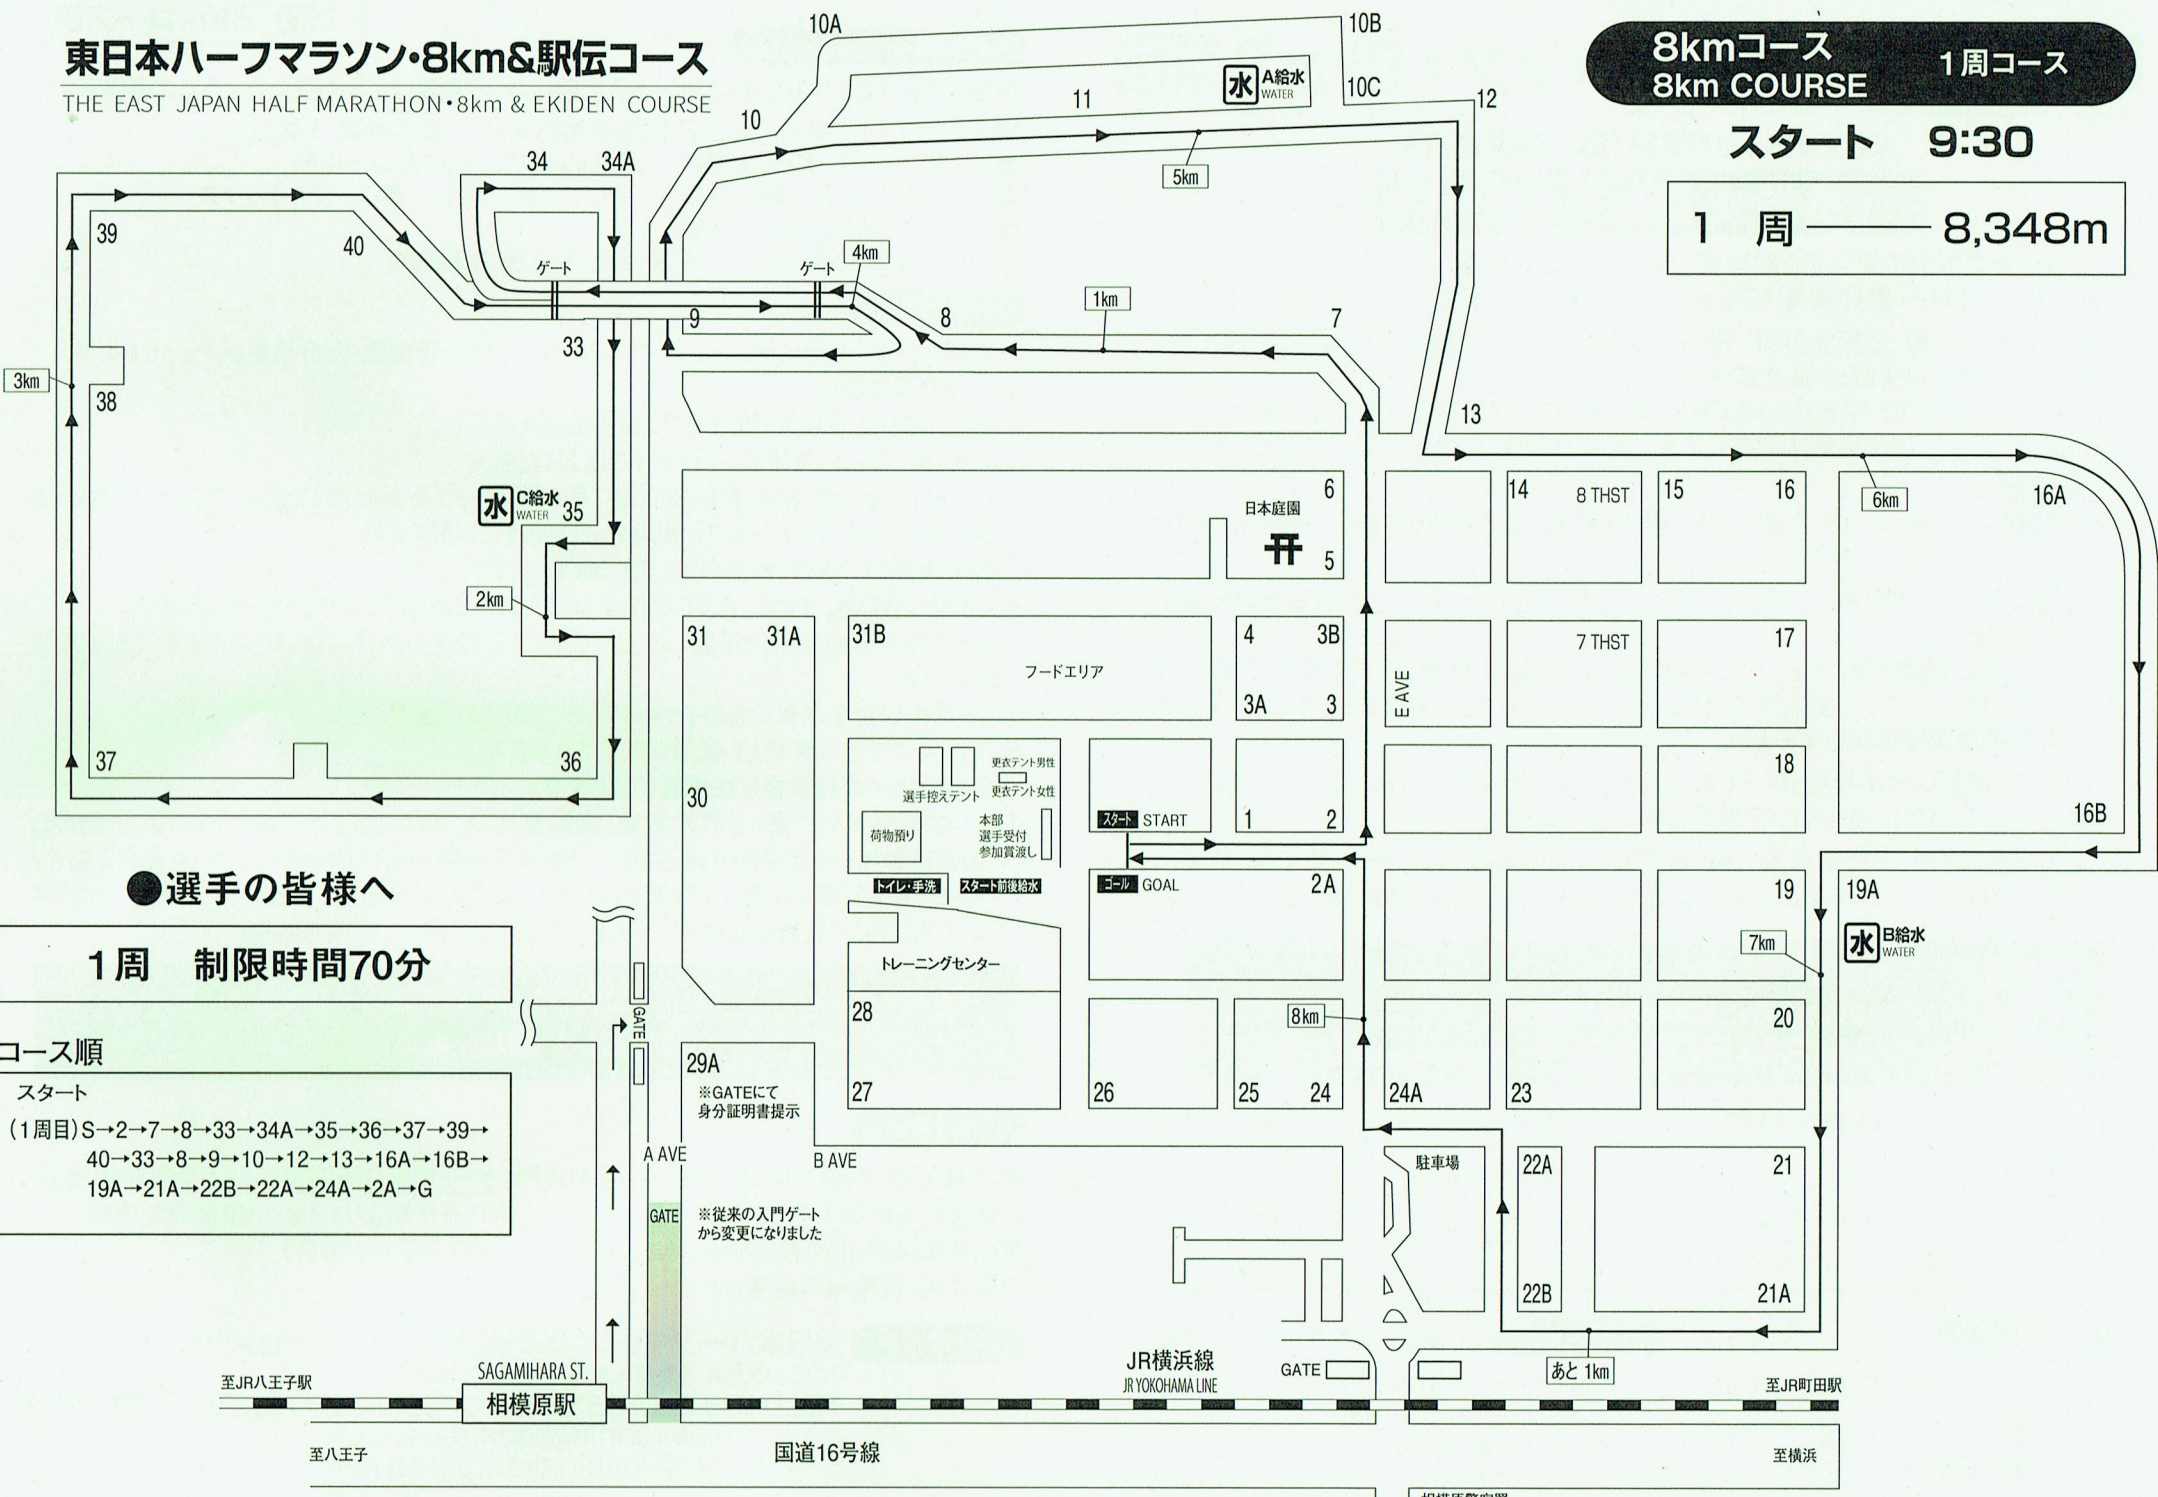 東日本ハーフマラソン・8km&駅伝コース
THE EAST JAPAN HALF MARATHON・8km & EKIDEN COURSE
8kmコース
8km COURSE
1周コース
スタート 9:30
1 周 ─── 8,348m
10A
10B
10C
水 A給水
WATER
10
11
12
5km
34
34A
39
40
ゲート
ゲート
4km
1km
9
8
7
33
3km
38
13
水 C給水
WATER
35
6
日本庭園
5
14
8 THST
15
16
6km
16A
2km
31
31A
31B
フードエリア
4
3B
3A
3
E AVE
7 THST
17
37
36
30
選手控えテント
更衣テント男性
更衣テント女性
荷物預り
本部
選手受付
参加賞渡し
スタート START
1
2
18
16B
トイレ・手洗
スタート前後給水
ゴール GOAL
2A
19
19A
7km
水 B給水
WATER
トレーニングセンター
●選手の皆様へ
1周 制限時間70分
GATE
28
27
26
25
24
8km
24A
23
20
コース順
スタート
(1周目)S→2→7→8→33→34A→35→36→37→39→
40→33→8→9→10→12→13→16A→16B→
19A→21A→22B→22A→24A→2A→G
29A
※GATEにて
身分証明書提示
A AVE
B AVE
GATE
※従来の入門ゲート
から変更になりました
駐車場
22A
22B
21
21A
あと 1km
GATE
SAGAMIHARA ST.
相模原駅
至JR八王子駅
JR横浜線
JR YOKOHAMA LINE
至JR町田駅
至八王子
国道16号線
至横浜